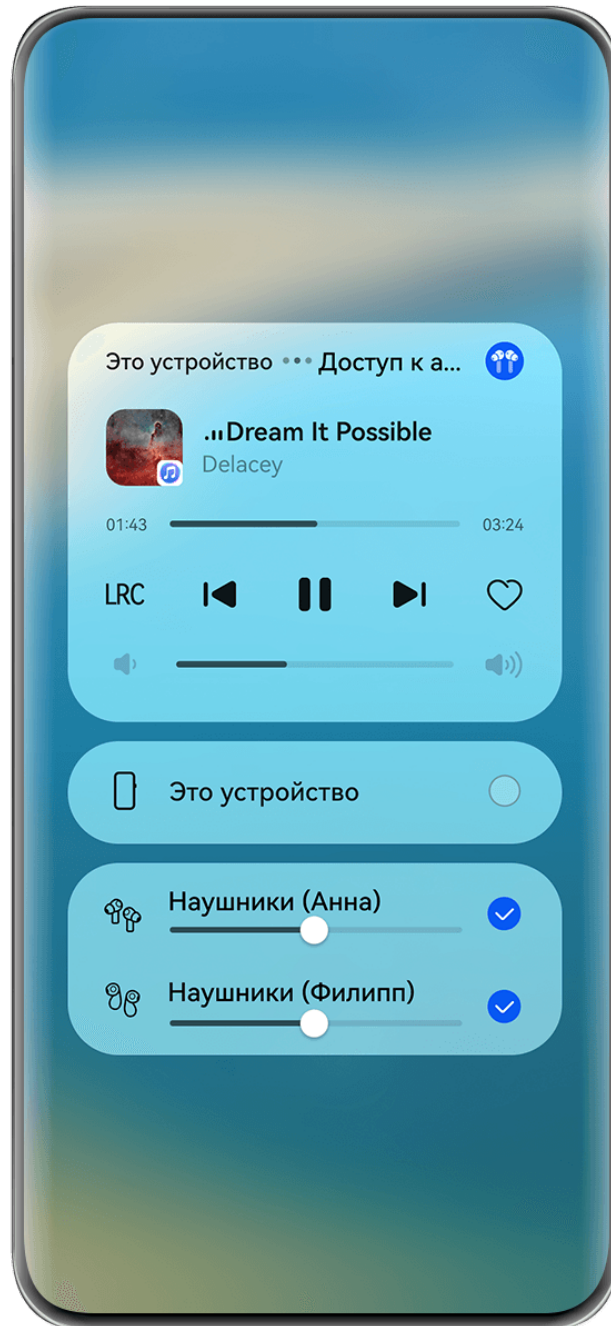 Это устройство ••• Доступ к а...
Dream It Possible
Delacey
01:43 03:24
LRC
Это устройство
Наушники (Анна)
Наушники (Филипп)